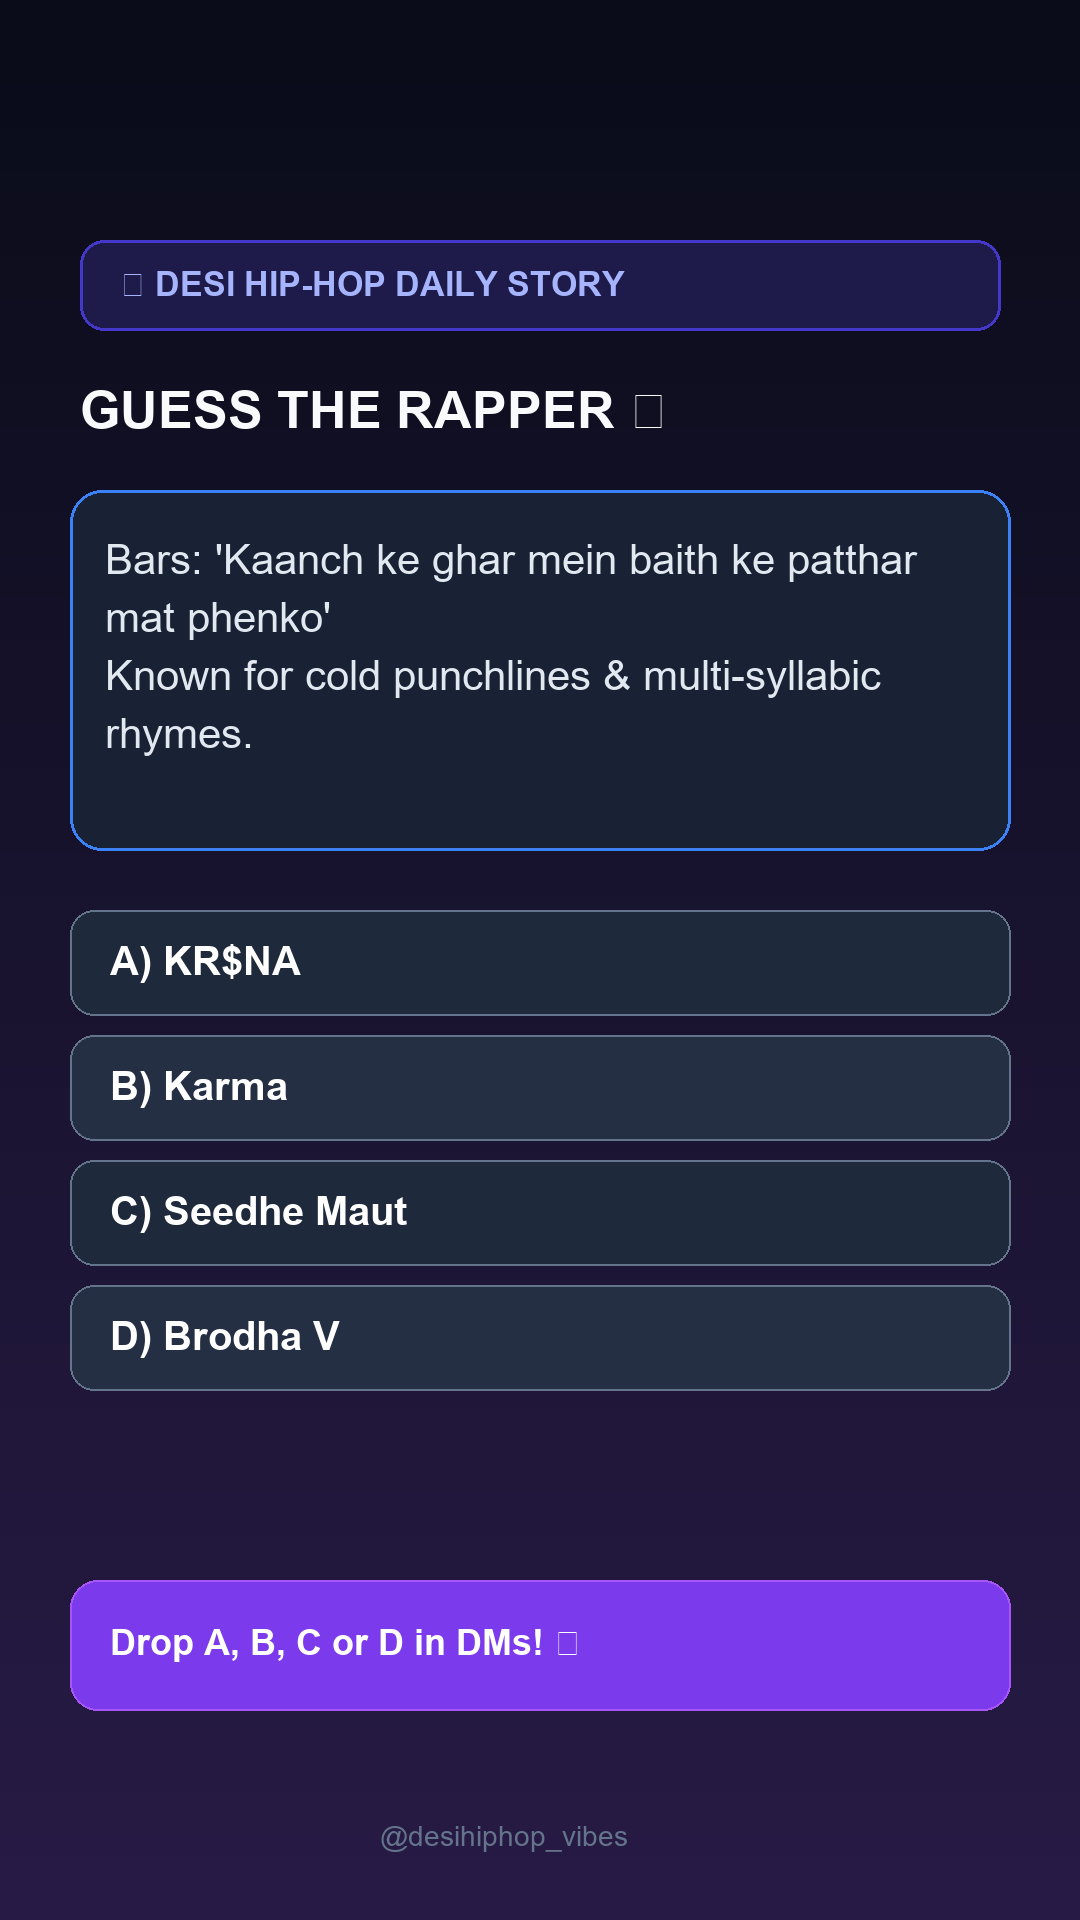 DESI HIP-HOP DAILY STORY
GUESS THE RAPPER
Bars: 'Kaanch ke ghar mein baith ke patthar
mat phenko'
Known for cold punchlines & multi-syllabic
rhymes.
A) KR$NA
B) Karma
C) Seedhe Maut
D) Brodha V
Drop A, B, C or D in DMs!
@desihiphop_vibes